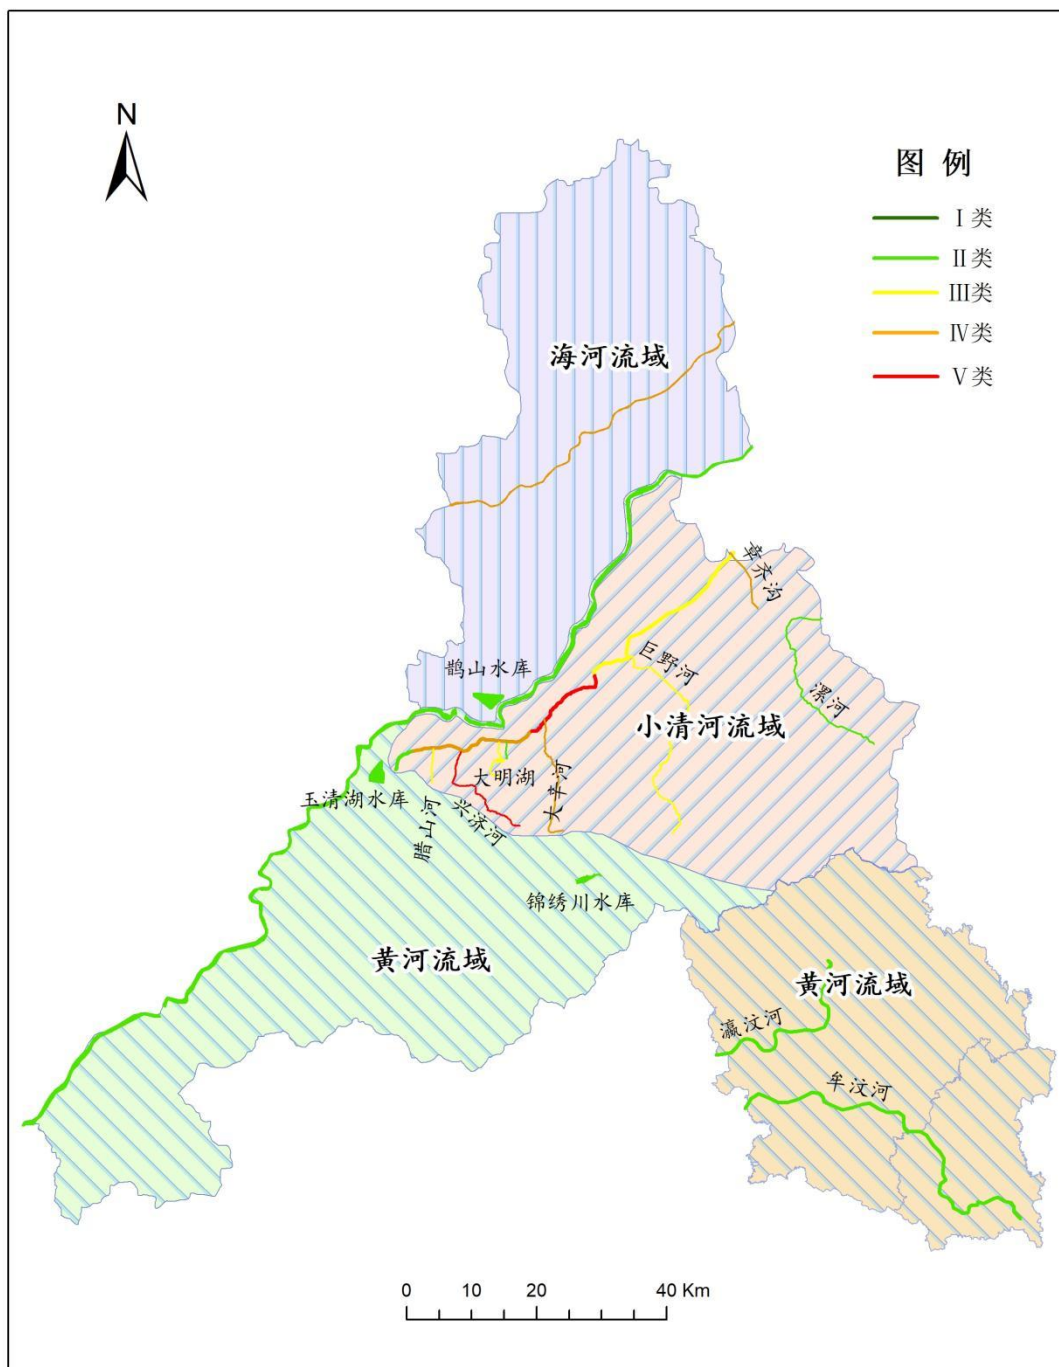 N
图 例
Ⅰ类
Ⅱ类
Ⅲ类
Ⅳ类
Ⅴ类
海河流域
章齐沟
巨野河
鹊山水库
漯河
小清河流域
大明湖
大辛河
玉清湖水库
腊山河
兴济河
锦绣川水库
黄河流域
黄河流域
瀛汶河
牟汶河
0 10 20 40 Km